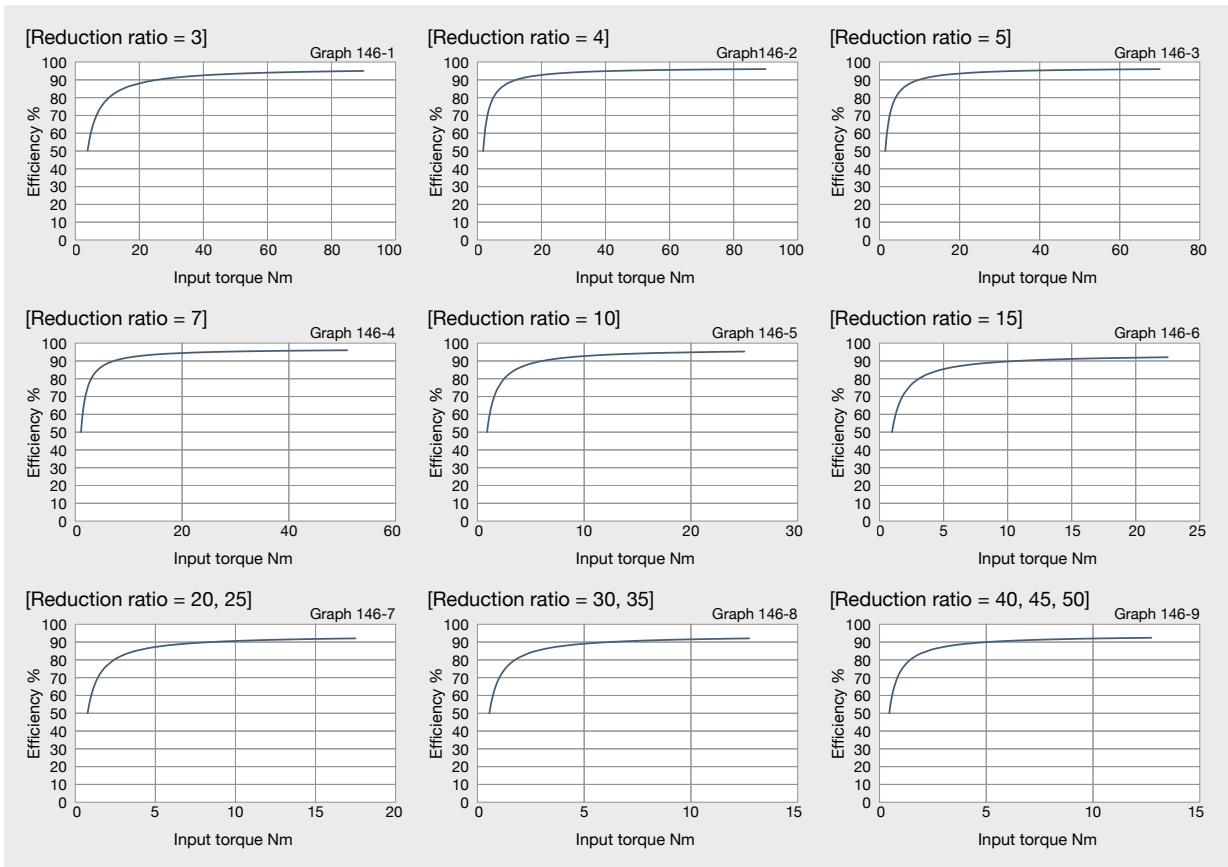 [Reduction ratio = 3]
Graph 146-1
100
90
80
70
60
50
40
30
20
10
0
Efficiency %
0 20 40 60 80 100
Input torque Nm
[Reduction ratio = 4]
Graph146-2
100
90
80
70
60
50
40
30
20
10
0
Efficiency %
0 20 40 60 80 100
Input torque Nm
[Reduction ratio = 5]
Graph 146-3
100
90
80
70
60
50
40
30
20
10
0
Efficiency %
0 20 40 60 80
Input torque Nm
[Reduction ratio = 7]
Graph 146-4
100
90
80
70
60
50
40
30
20
10
0
Efficiency %
0 20 40 60
Input torque Nm
[Reduction ratio = 10]
Graph 146-5
100
90
80
70
60
50
40
30
20
10
0
Efficiency %
0 10 20 30
Input torque Nm
[Reduction ratio = 15]
Graph 146-6
100
90
80
70
60
50
40
30
20
10
0
Efficiency %
0 5 10 15 20 25
Input torque Nm
[Reduction ratio = 20, 25]
Graph 146-7
100
90
80
70
60
50
40
30
20
10
0
Efficiency %
0 5 10 15 20
Input torque Nm
[Reduction ratio = 30, 35]
Graph 146-8
100
90
80
70
60
50
40
30
20
10
0
Efficiency %
0 5 10 15
Input torque Nm
[Reduction ratio = 40, 45, 50]
Graph 146-9
100
90
80
70
60
50
40
30
20
10
0
Efficiency %
0 5 10 15
Input torque Nm